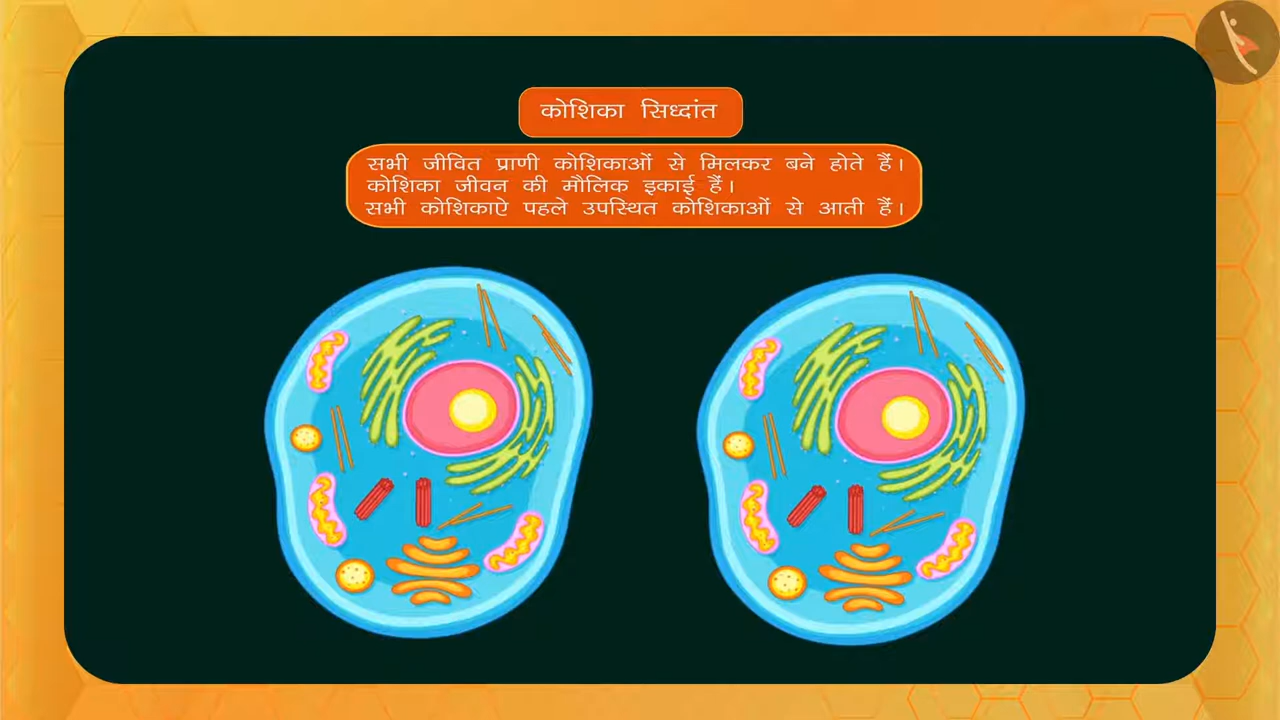 कोशिका सिध्दांत
सभी जीवित प्राणी कोशिकाओं से मिलकर बने होते हैं।
कोशिका जीवन की मौलिक इकाई हैं।
सभी कोशिकाऐ पहले उपस्थित कोशिकाओं से आती हैं।